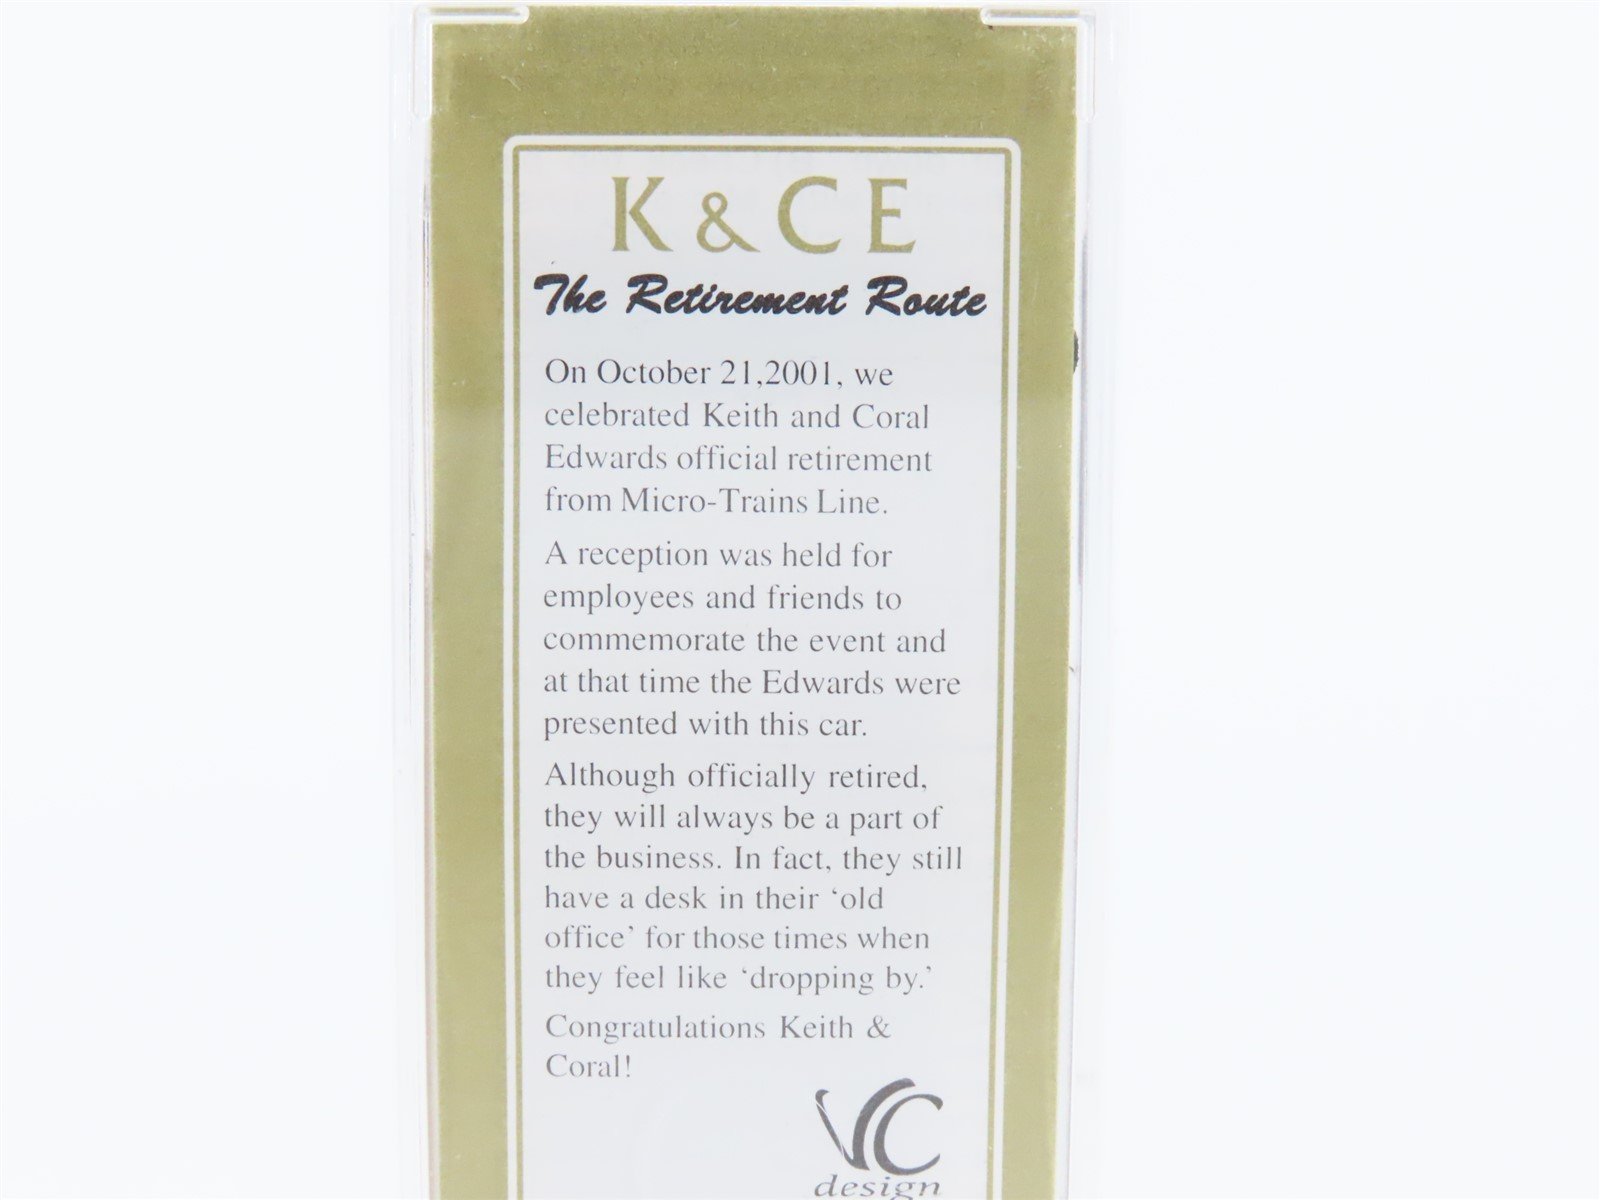 K & CE
The Retirement Route
On October 21,2001, we
celebrated Keith and Coral
Edwards official retirement
from Micro-Trains Line.
A reception was held for
employees and friends to
commemorate the event and
at that time the Edwards were
presented with this car.
Although officially retired,
they will always be a part of
the business. In fact, they still
have a desk in their ‘old
office’ for those times when
they feel like ‘dropping by.’
Congratulations Keith &
Coral!
VC
design